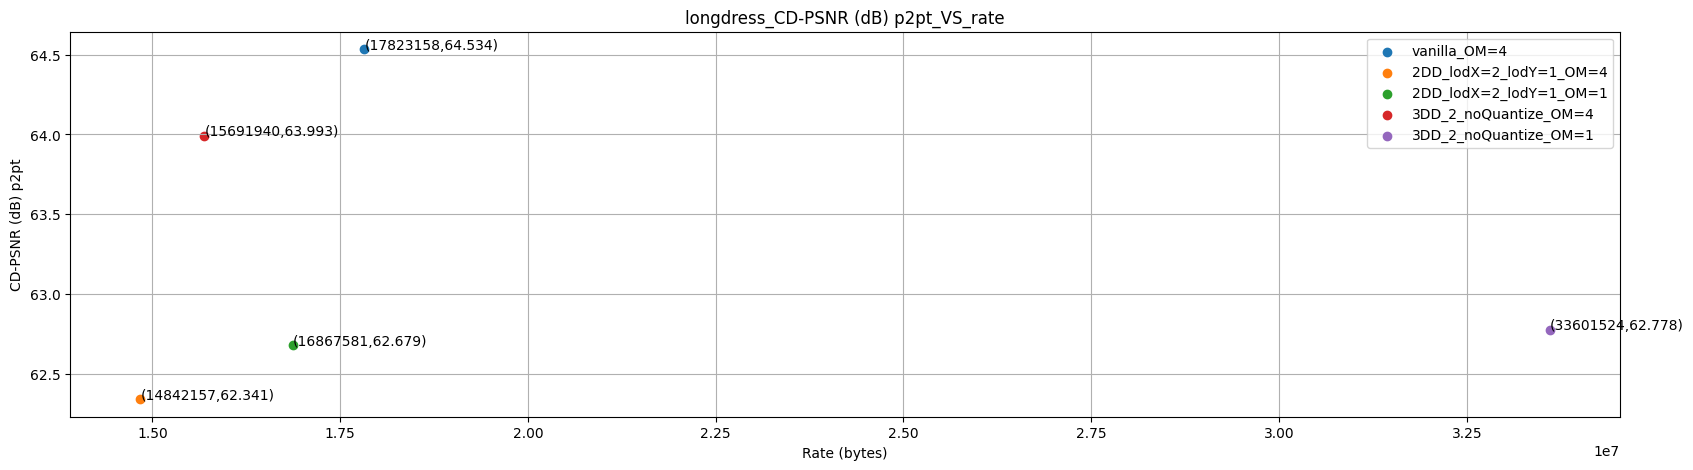 longdress_CD-PSNR (dB) p2pt_VS_rate
CD-PSNR (dB) p2pt
64.5
64.0
63.5
63.0
62.5
(17823158,64.534)
(15691940,63.993)
(33601524,62.778)
(16867581,62.679)
(14842157,62.341)
vanilla_OM=4
2DD_lodX=2_lodY=1_OM=4
2DD_lodX=2_lodY=1_OM=1
3DD_2_noQuantize_OM=4
3DD_2_noQuantize_OM=1
1.50 1.75 2.00 2.25 2.50 2.75 3.00 3.25
1e7
Rate (bytes)